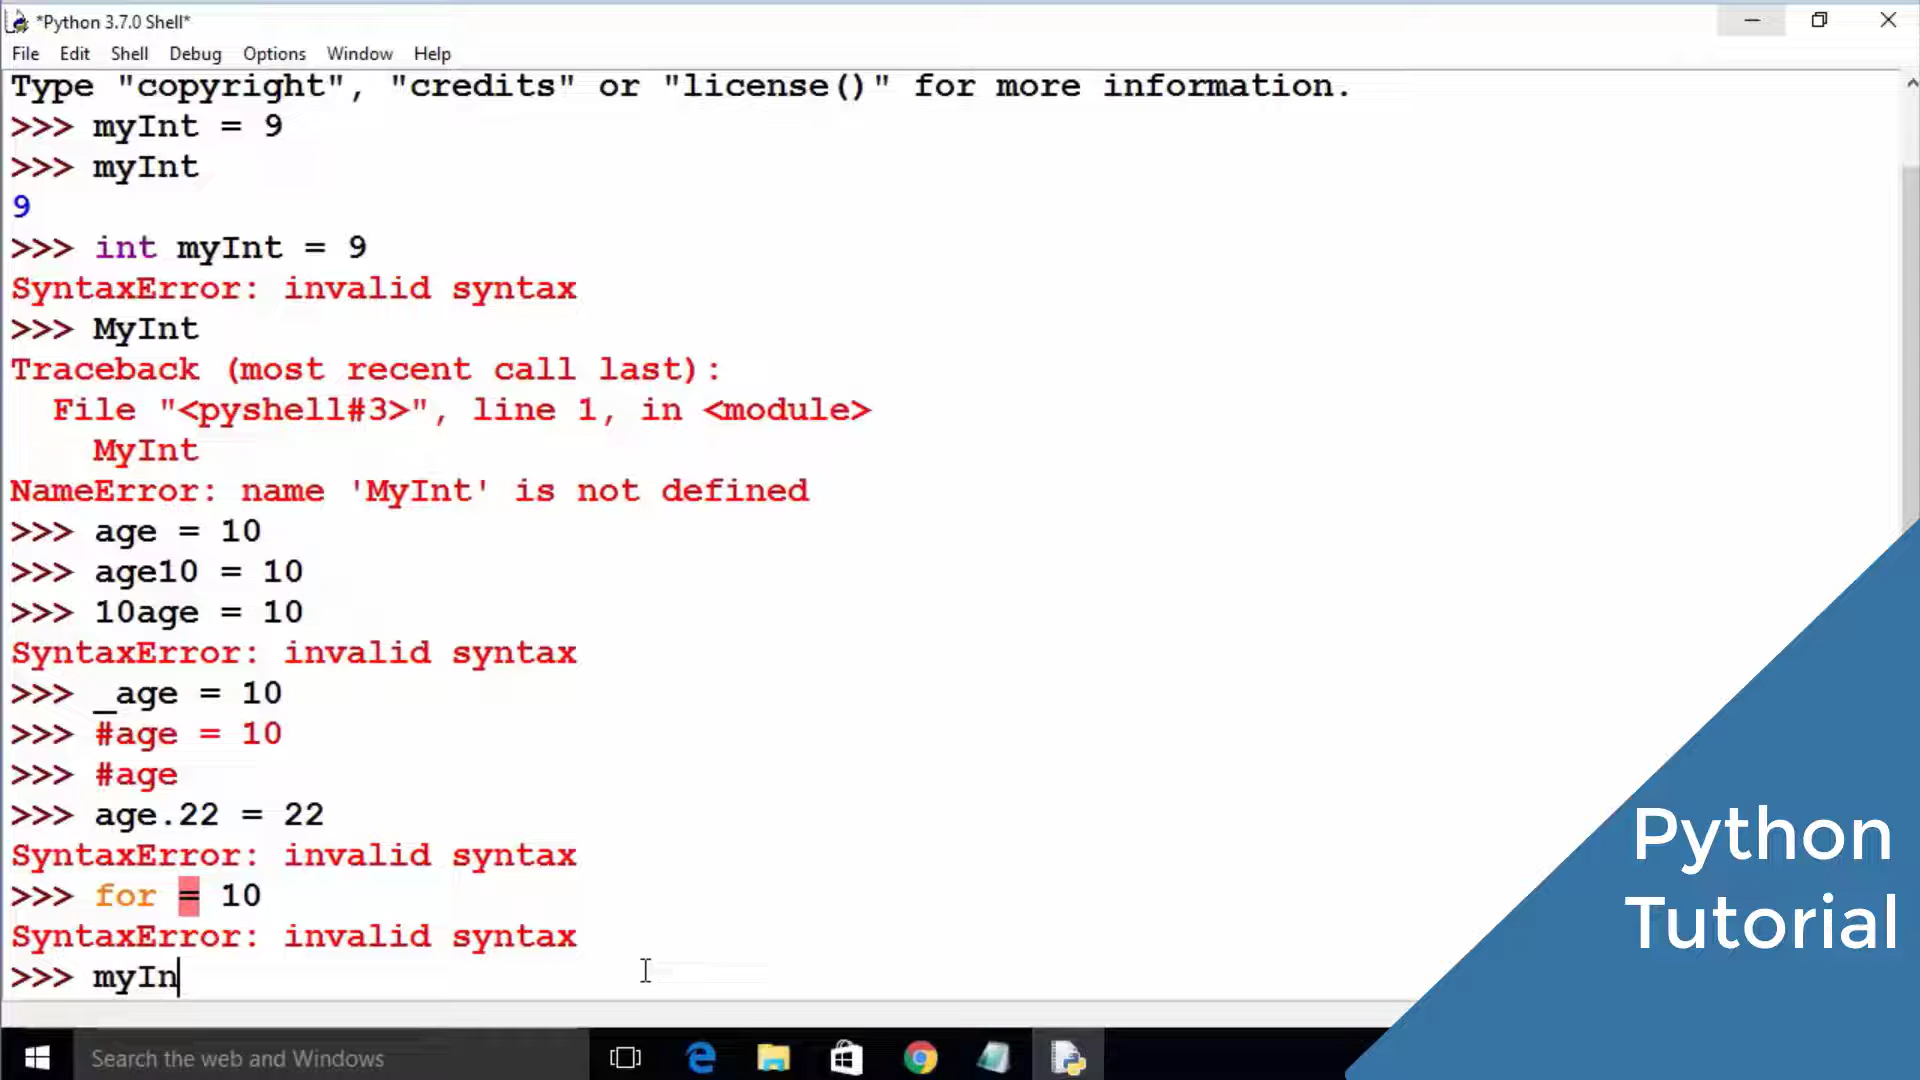 *Python 3.7.0 Shell*
File Edit Shell Debug Options Window Help
Type "copyright", "credits" or "license()" for more information.
>>> myInt = 9
>>> myInt
9
>>> int myInt = 9
SyntaxError: invalid syntax
>>> MyInt
Traceback (most recent call last):
  File "<pyshell#3>", line 1, in <module>
    MyInt
NameError: name 'MyInt' is not defined
>>> age = 10
>>> age10 = 10
>>> 10age = 10
SyntaxError: invalid syntax
>>> _age = 10
>>> #age = 10
>>> #age
>>> age.22 = 22
SyntaxError: invalid syntax
>>> for = 10
SyntaxError: invalid syntax
>>> myIn
Python
Tutorial
Search the web and Windows